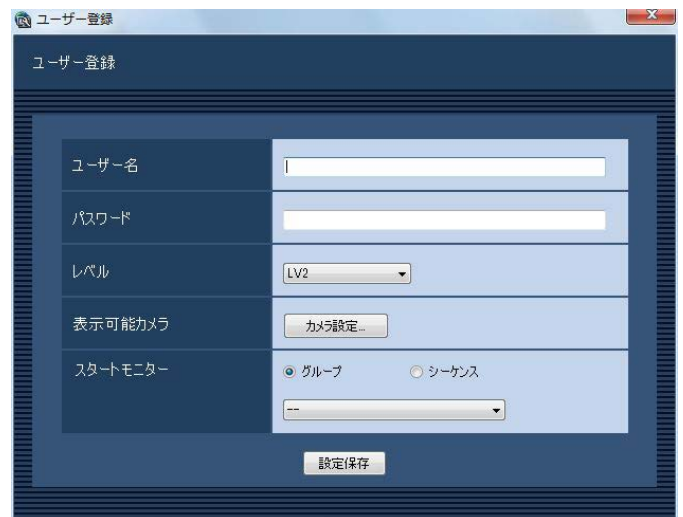 ユーザー登録
ユーザー登録
ユーザー名
パスワード
レベル
LV2
表示可能カメラ
カメラ設定...
スタートモニター
グループ
シーケンス
--
設定保存